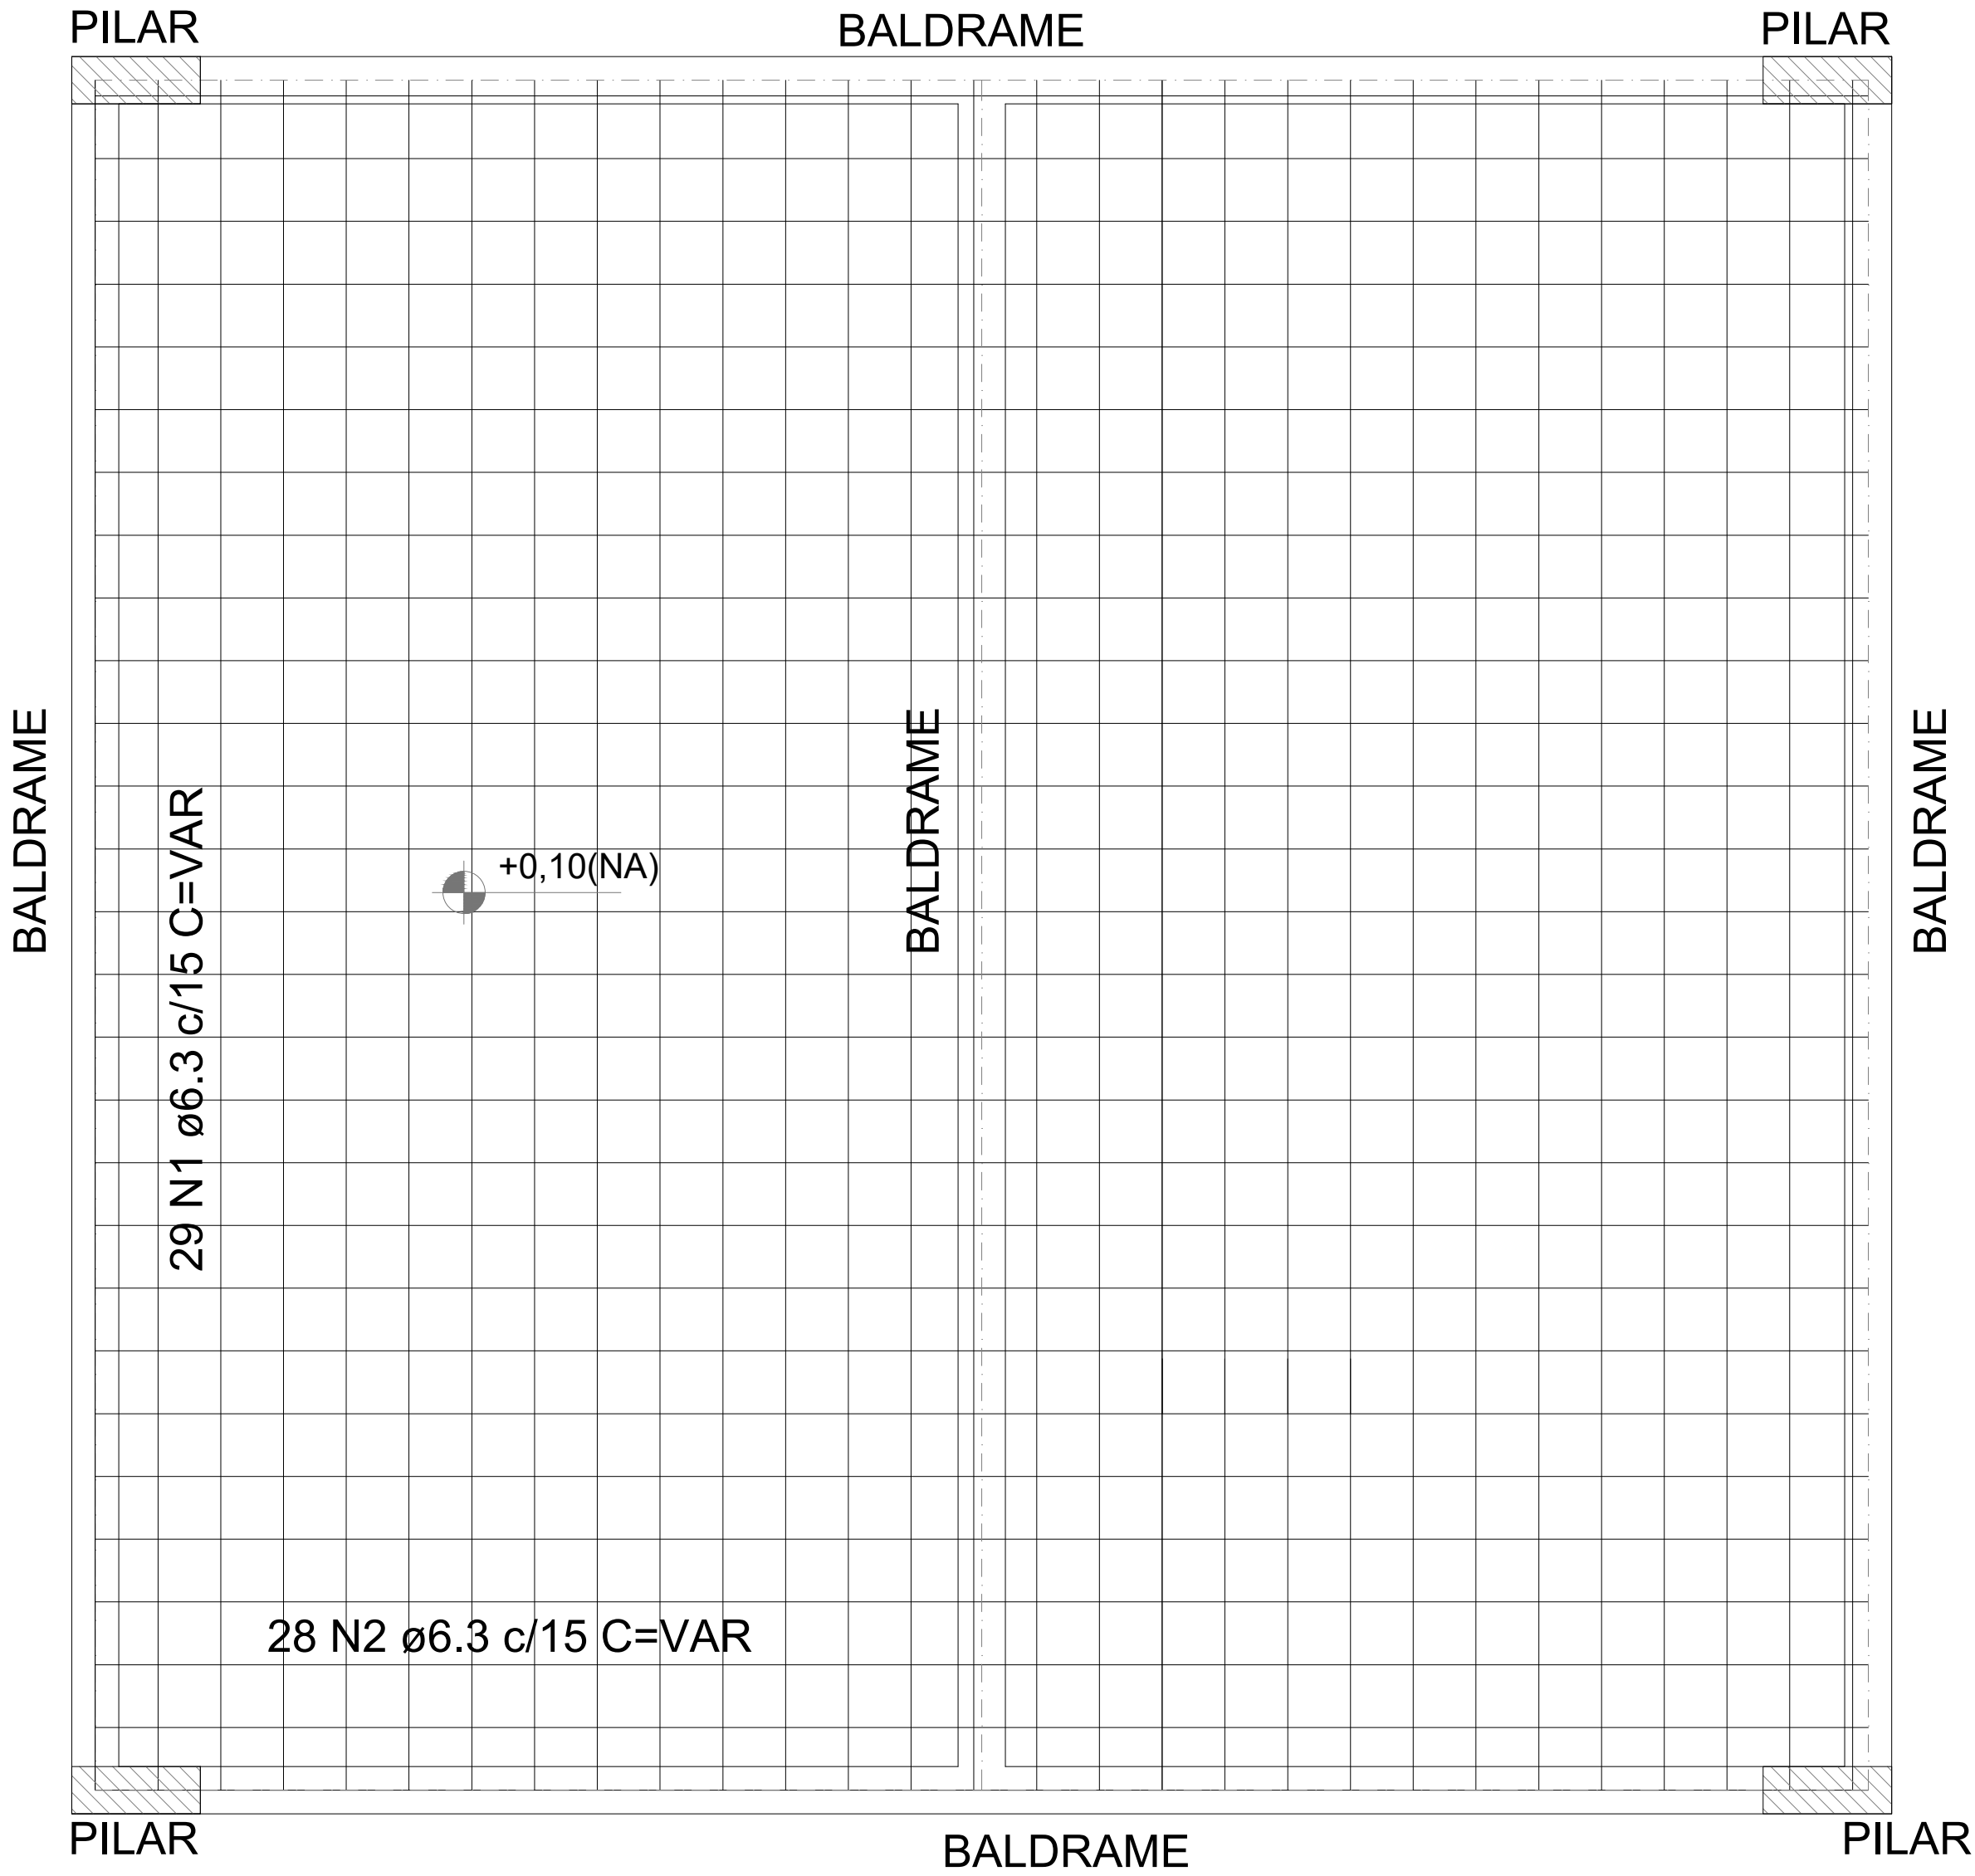 PILAR
BALDRAME
PILAR
BALDRAME
29 N1 ø6.3 c/15 C=VAR
+0,10(NA)
BALDRAME
BALDRAME
28 N2 ø6.3 c/15 C=VAR
PILAR
BALDRAME
PILAR